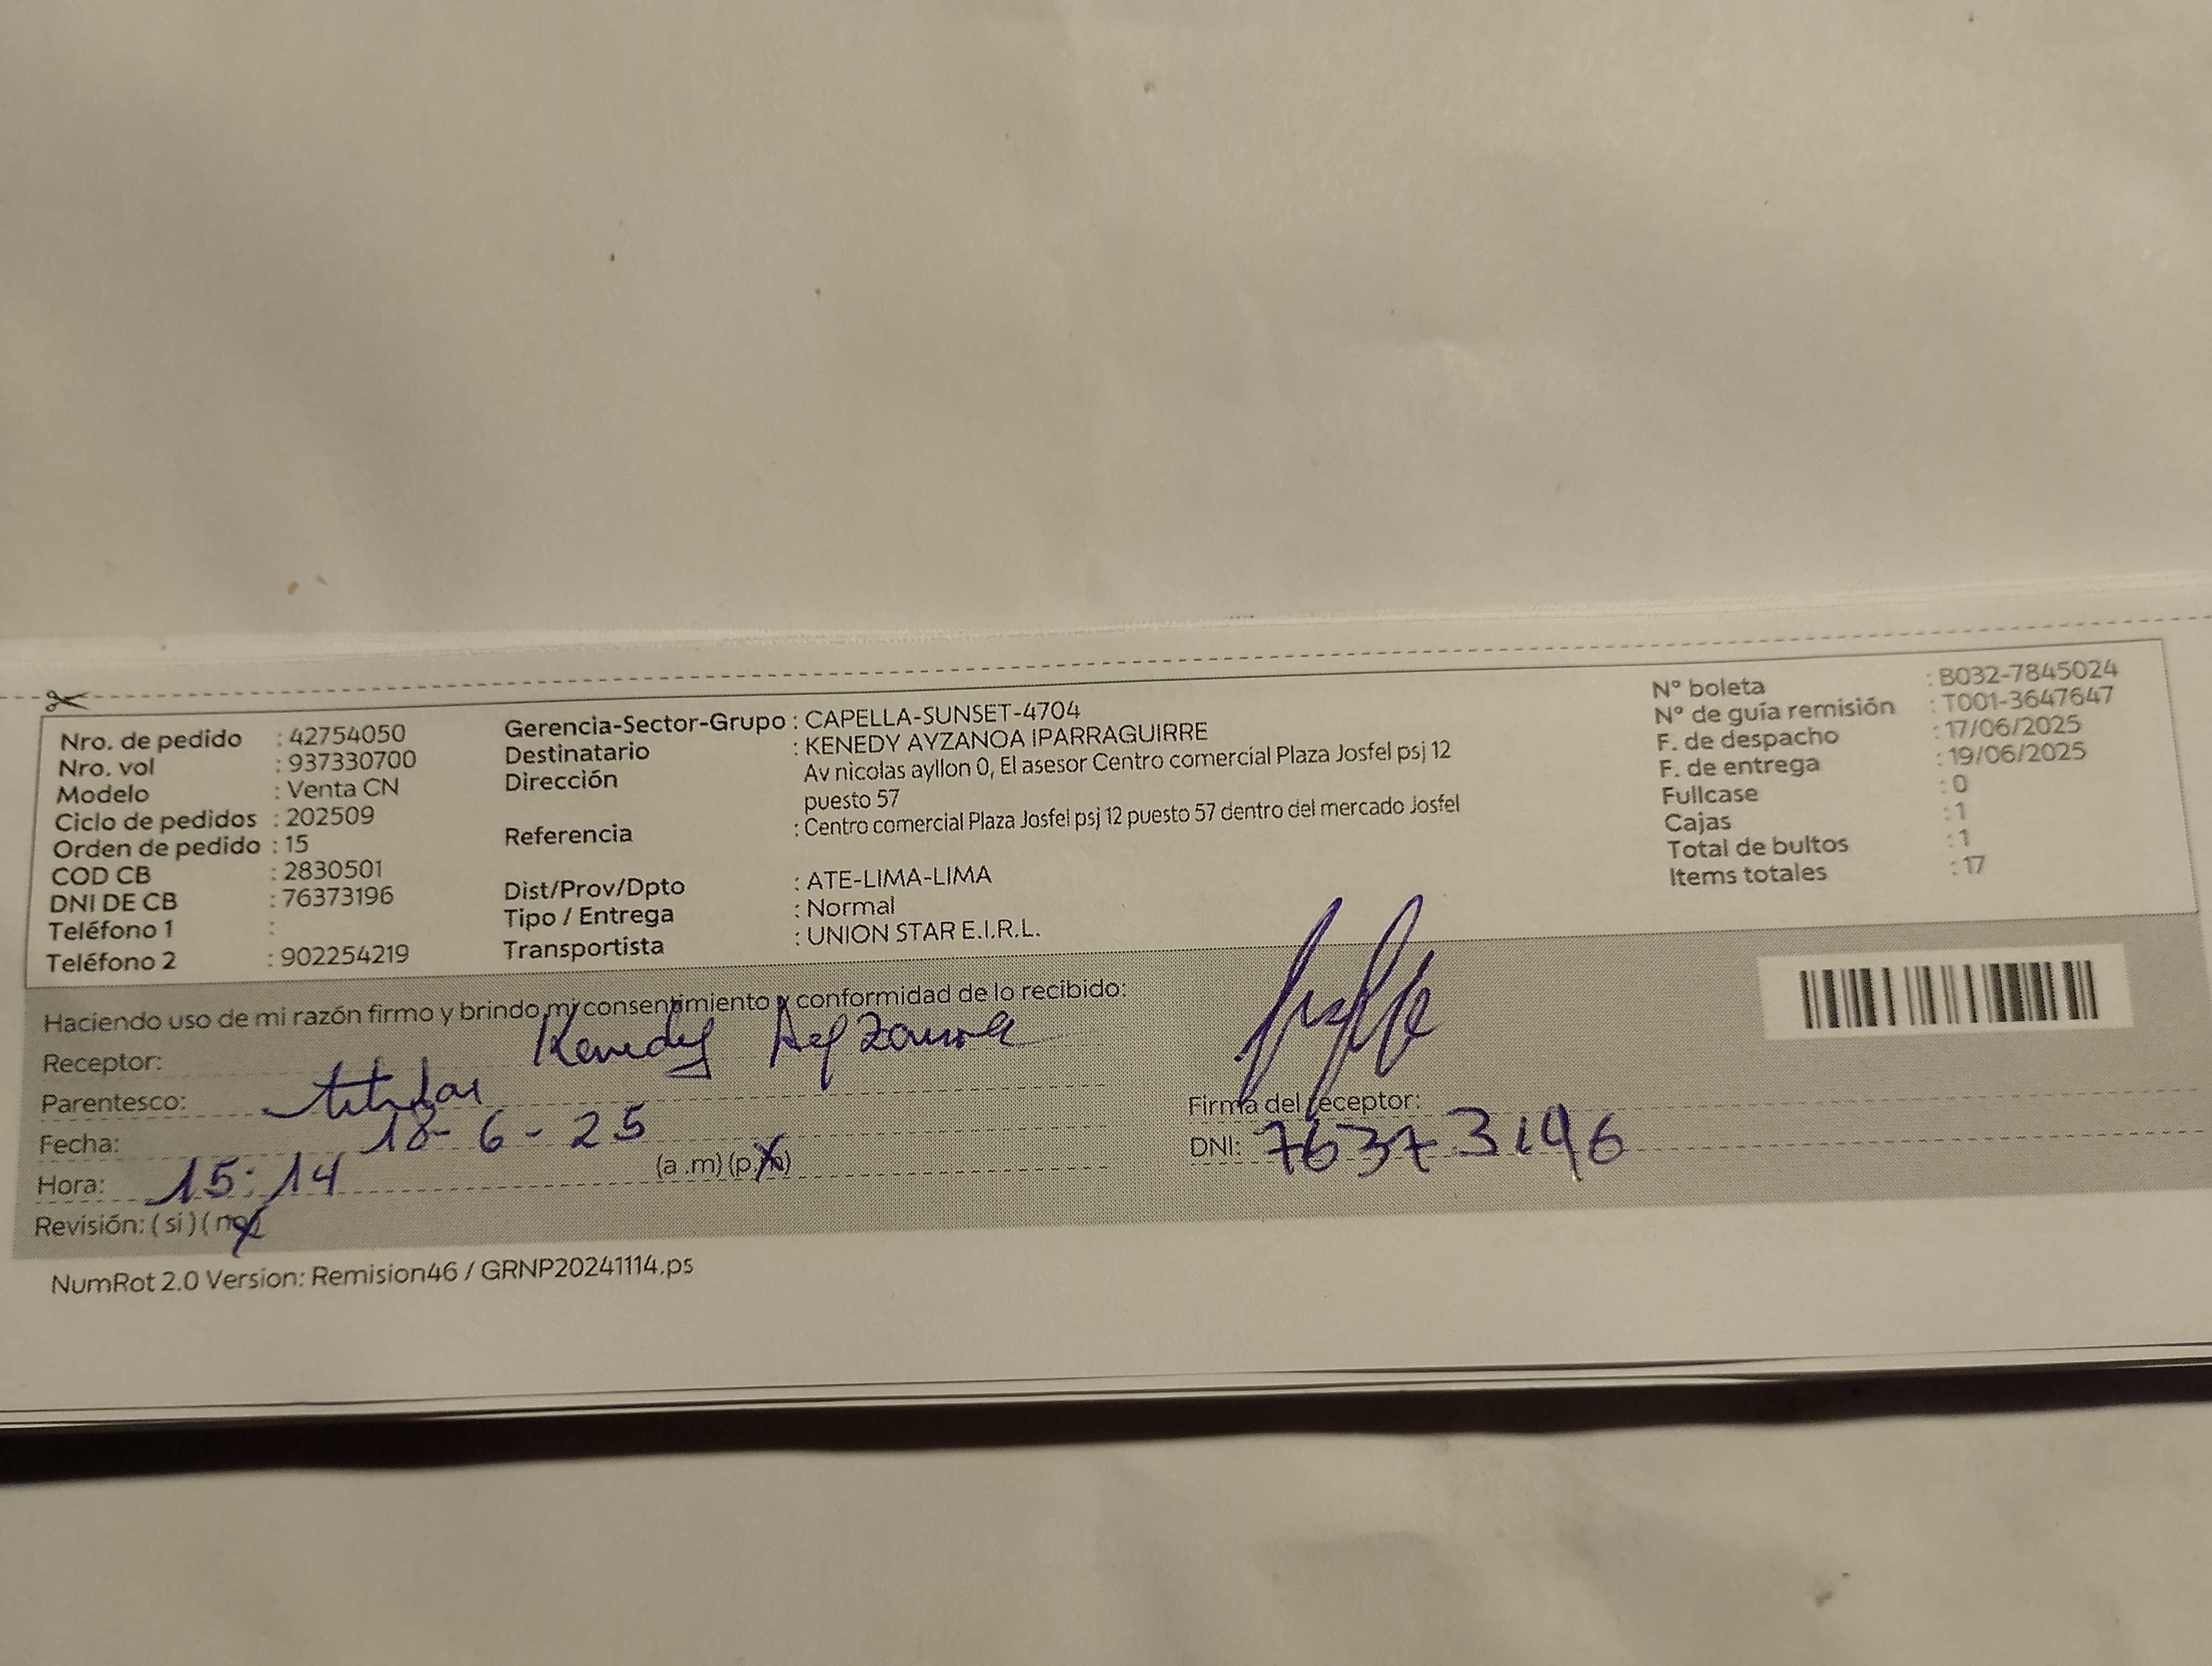 Nro. de pedido : 42754050
Nro. vol : 937330700
Modelo : Venta CN
Ciclo de pedidos : 202509
Orden de pedido : 15
COD CB : 2830501
DNI DE CB : 76373196
Teléfono 1 :
Teléfono 2 : 902254219
Gerencia-Sector-Grupo : CAPELLA-SUNSET-4704
Destinatario : KENEDY AYZANOA IPARRAGUIRRE
Dirección Av nicolas ayllon 0, El asesor Centro comercial Plaza Josfel psj 12
puesto 57
Referencia : Centro comercial Plaza Josfel psj 12 puesto 57 dentro del mercado Josfel
Dist/Prov/Dpto : ATE-LIMA-LIMA
Tipo / Entrega : Normal
Transportista : UNION STAR E.I.R.L.
N° boleta : B032-7845024
N° de guía remisión : T001-3647647
F. de despacho : 17/06/2025
F. de entrega : 19/06/2025
Fullcase : 0
Cajas : 1
Total de bultos : 1
Items totales : 17
Haciendo uso de mi razón firmo y brindo mi consentimiento y conformidad de lo recibido:
Receptor: Kenedy Ayzanoa
Parentesco: titular
Fecha: 18-6-25
Hora: 15:14 (a .m) (p.m)
Revisión: ( si ) ( no )
Firma del receptor:
DNI: 76373196
NumRot 2.0 Version: Remision46 / GRNP20241114.ps